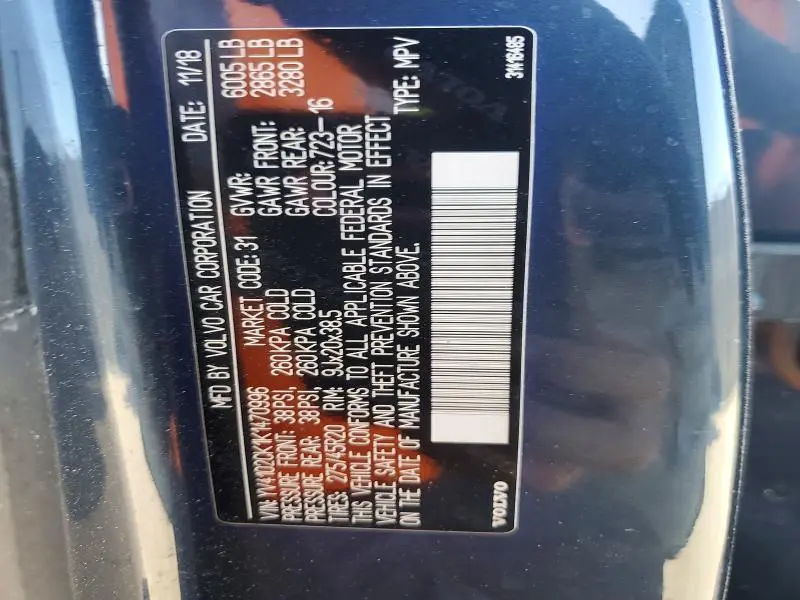 MFD BY VOLVO CAR CORPORATION DATE: 11/18
VIN: YV4102CK1K1470996 MARKET CODE: 31 GVWR: 6005 LB
PRESSURE FRONT: 38PSI, 260KPA COLD GAWR FRONT: 2865 LB
PRESSURE REAR: 38PSI, 260KPA COLD GAWR REAR: 3280 LB
TIRES: 275/45R20 RIM: 9Jx20x38.5 COLOUR: 723-16
THIS VEHICLE CONFORMS TO ALL APPLICABLE FEDERAL MOTOR
VEHICLE SAFETY AND THEFT PREVENTION STANDARDS IN EFFECT
ON THE DATE OF MANUFACTURE SHOWN ABOVE. TYPE: MPV
VOLVO 31418485